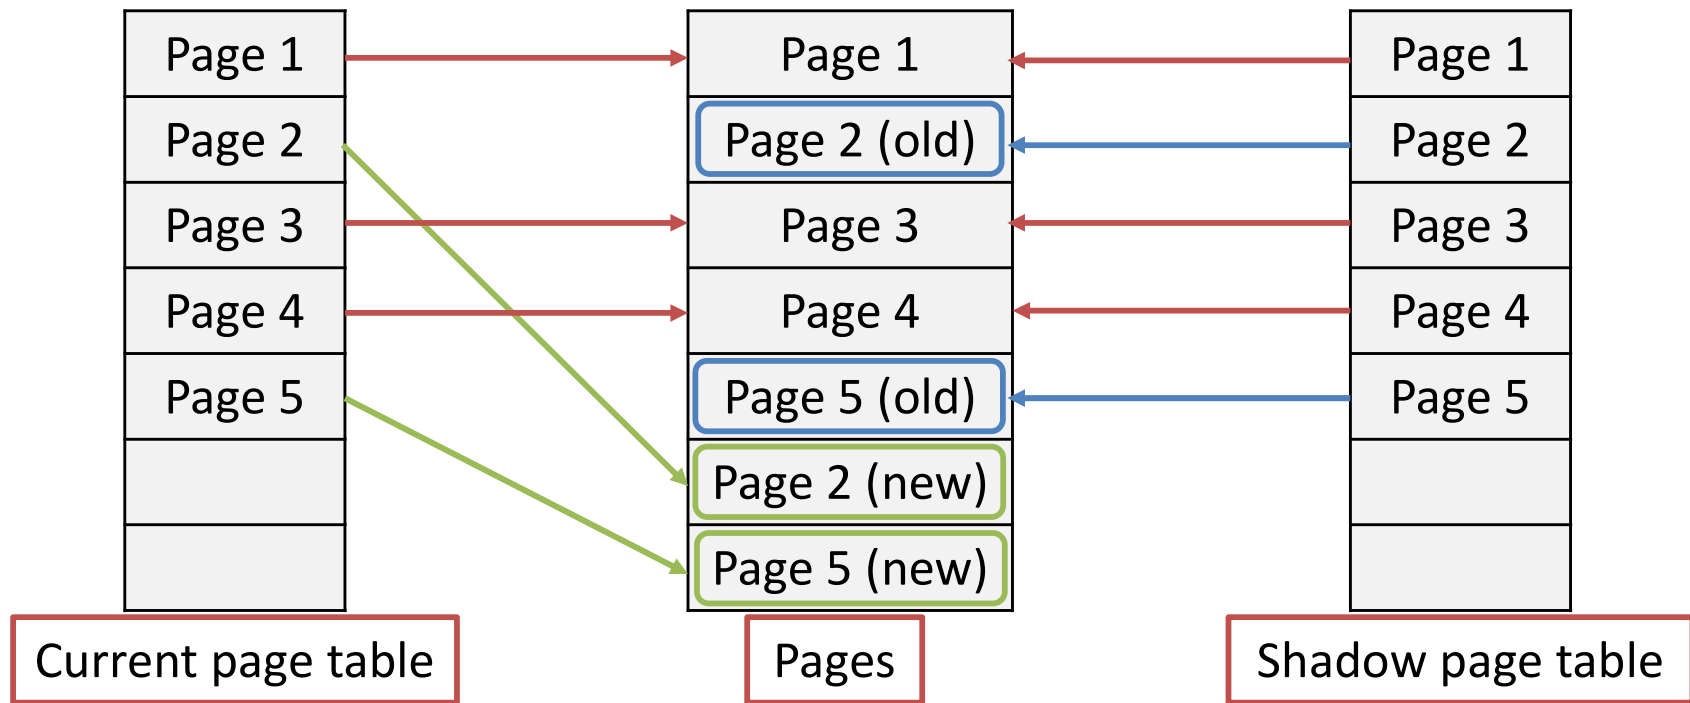 Page 1
Page 2
Page 3
Page 4
Page 5
Current page table
Page 1
Page 2 (old)
Page 3
Page 4
Page 5 (old)
Page 2 (new)
Page 5 (new)
Pages
Page 1
Page 2
Page 3
Page 4
Page 5
Shadow page table